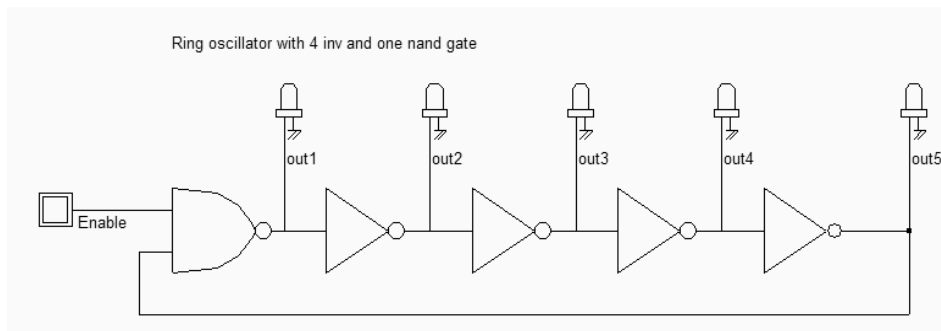 Ring oscillator with 4 inv and one nand gate
out1
out2
out3
out4
out5
Enable